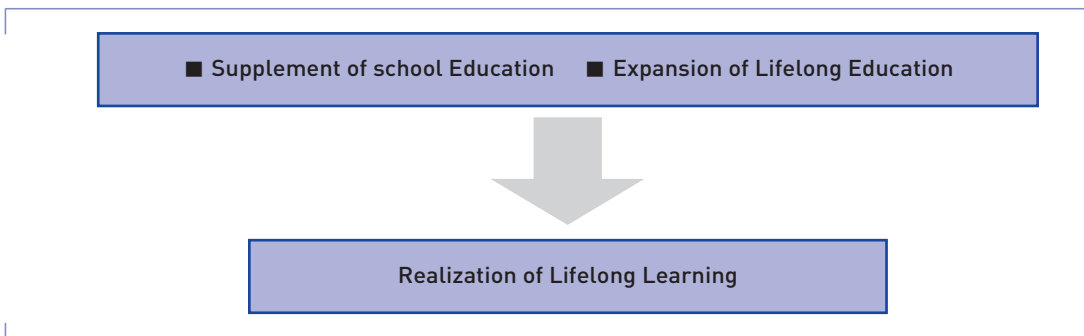 ■ Supplement of school Education ■ Expansion of Lifelong Education
Realization of Lifelong Learning